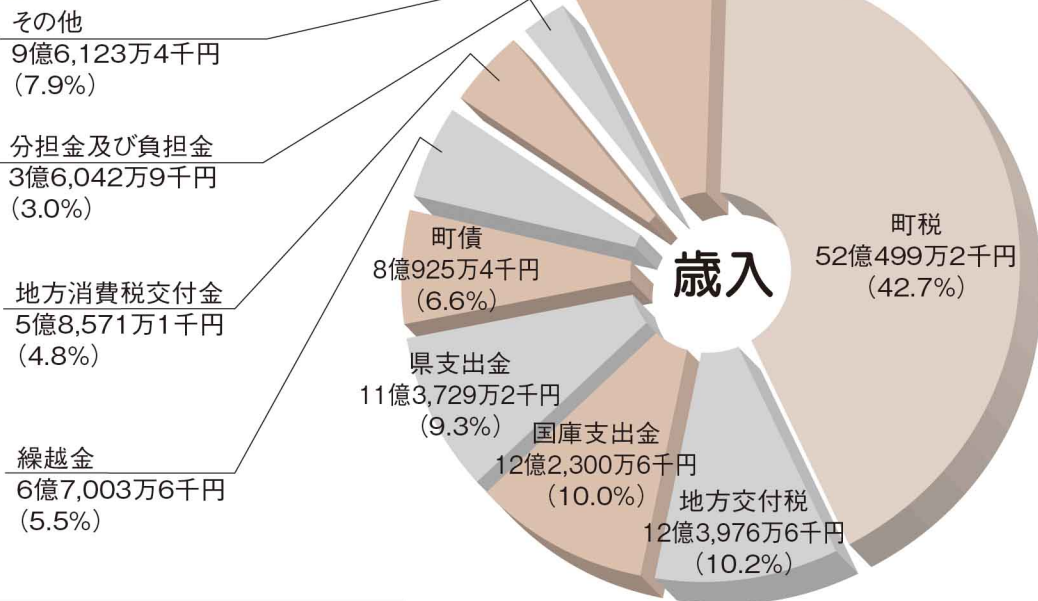 その他
9億6,123万4千円
(7.9%)
分担金及び負担金
3億6,042万9千円
(3.0%)
地方消費税交付金
5億8,571万1千円
(4.8%)
繰越金
6億7,003万6千円
(5.5%)
町債
8億925万4千円
(6.6%)
県支出金
11億3,729万2千円
(9.3%)
国庫支出金
12億2,300万6千円
(10.0%)
地方交付税
12億3,976万6千円
(10.2%)
町税
52億499万2千円
(42.7%)
歳入